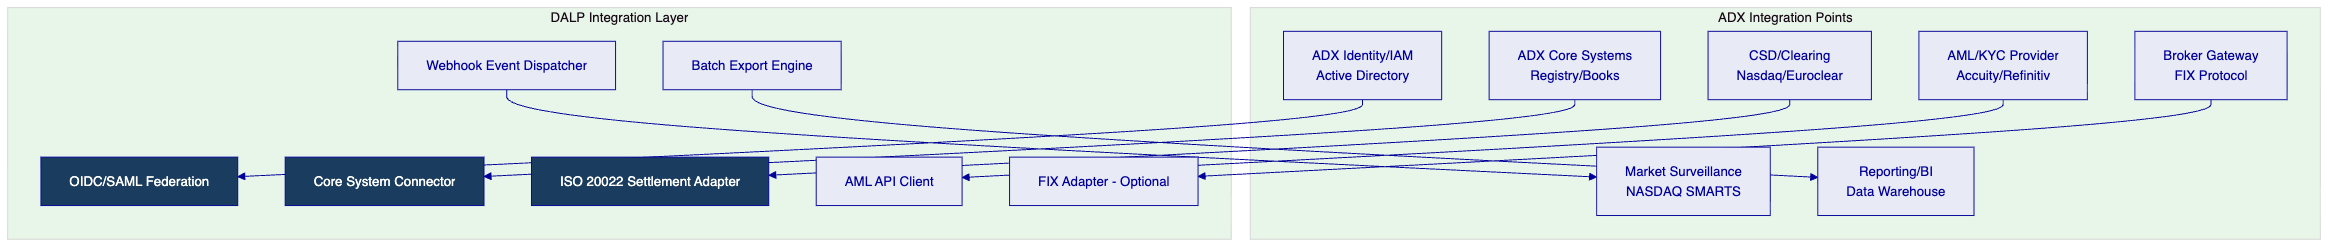 DALP Integration Layer
Webhook Event Dispatcher
Batch Export Engine
OIDC/SAML Federation
Core System Connector
ISO 20022 Settlement Adapter
AML API Client
FIX Adapter - Optional
ADX Integration Points
ADX Identity/IAM
Active Directory
ADX Core Systems
Registry/Books
CSD/Clearing
Nasdaq/Euroclear
AML/KYC Provider
Accuity/Refinitiv
Broker Gateway
FIX Protocol
Market Surveillance
NASDAQ SMARTS
Reporting/BI
Data Warehouse